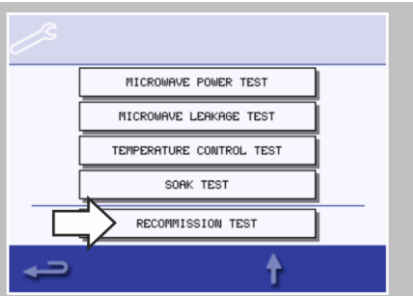 MICROWAVE POWER TEST
MICROWAVE LEAKAGE TEST
TEMPERATURE CONTROL TEST
SOAK TEST
RECOMMISSION TEST